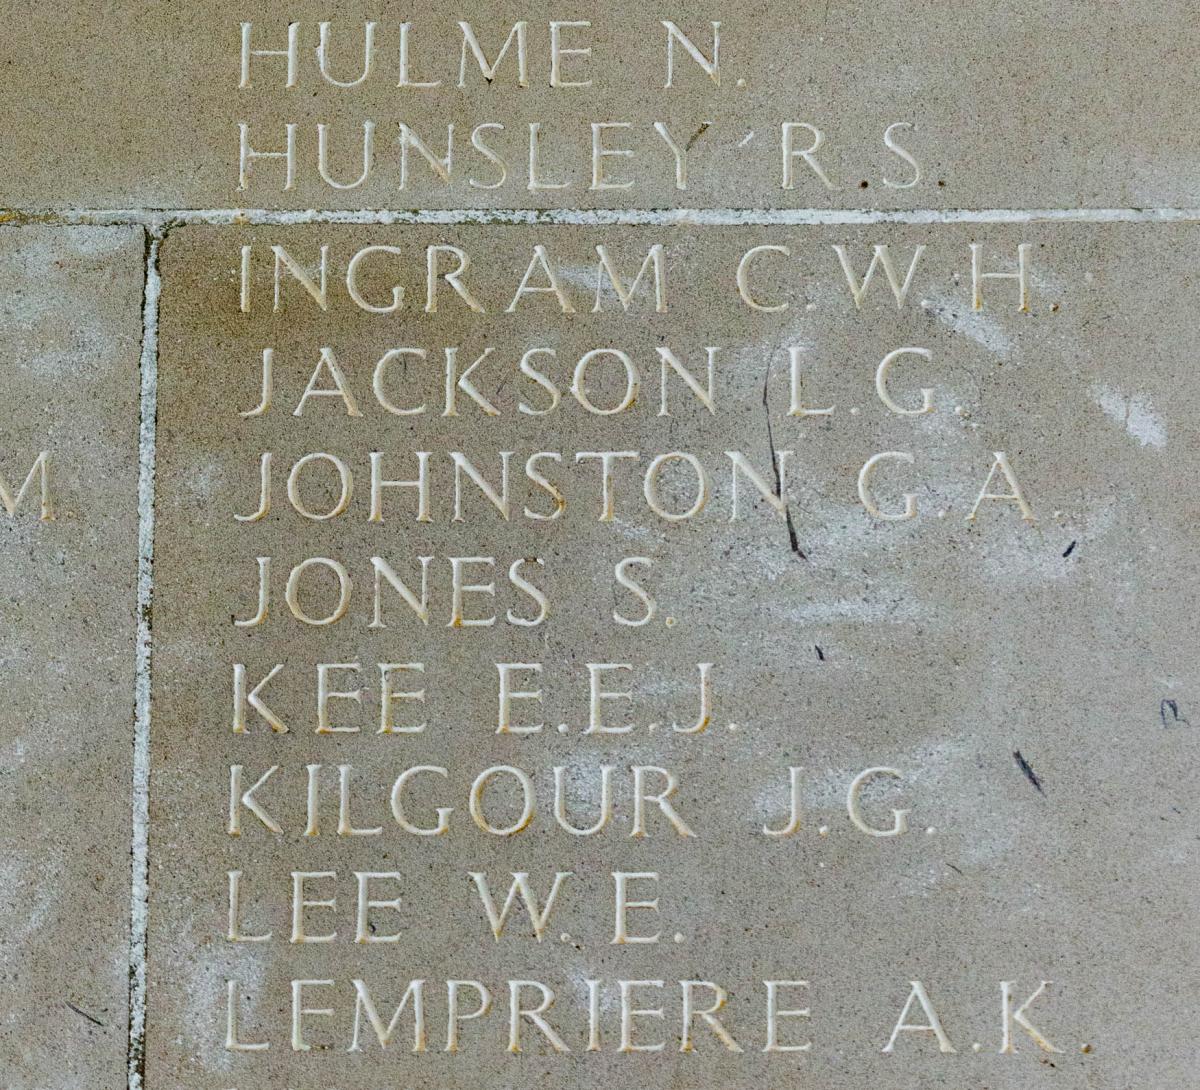 HULME N.
HUNSLEY R.S.
INGRAM C.W.H.
JACKSON L.G.
JOHNSTON G.A.
JONES S.
KEE E.E.J.
KILGOUR J.G.
M
LEE W.E.
LEMPRIERE A.K.